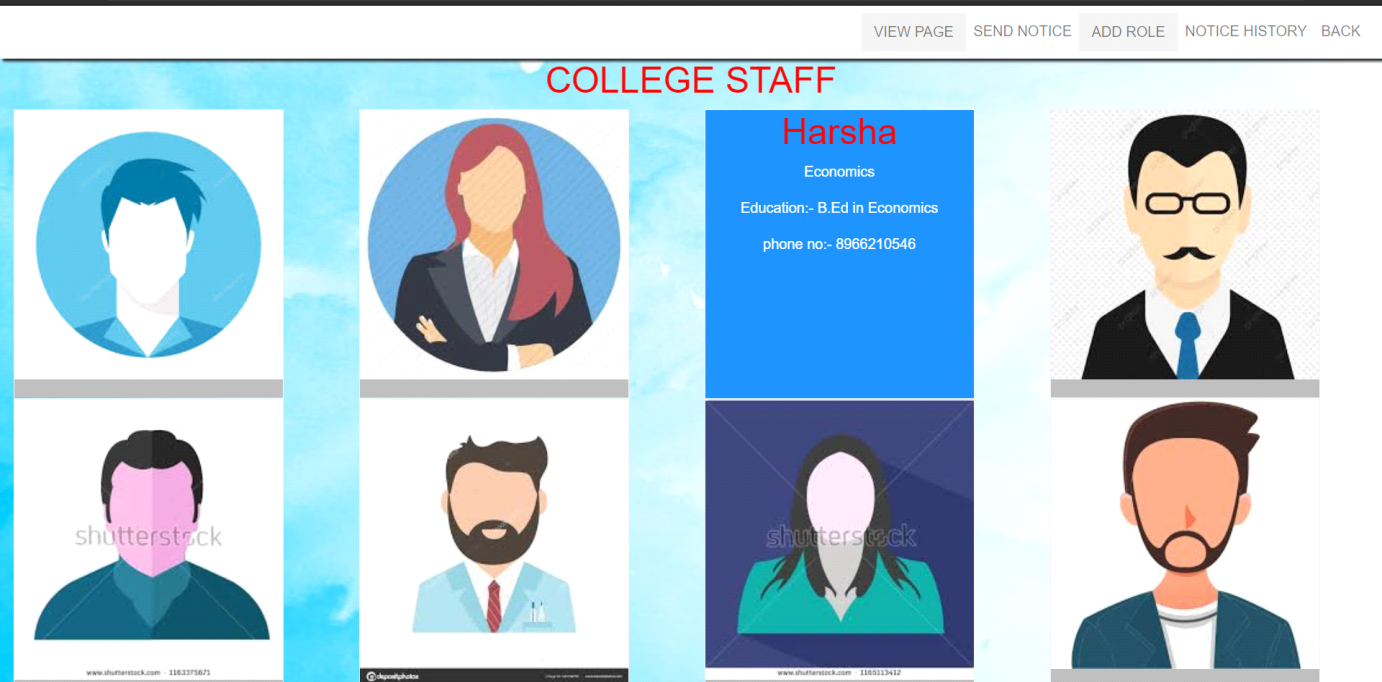 VIEW PAGE SEND NOTICE ADD ROLE NOTICE HISTORY BACK
COLLEGE STAFF
Harsha
Economics
Education:- B.Ed in Economics
phone no:- 8966210546
shutterstock
shutterstock
www.shutterstock.com · 1163375671
depositphotos
www.shutterstock.com · 1165113412